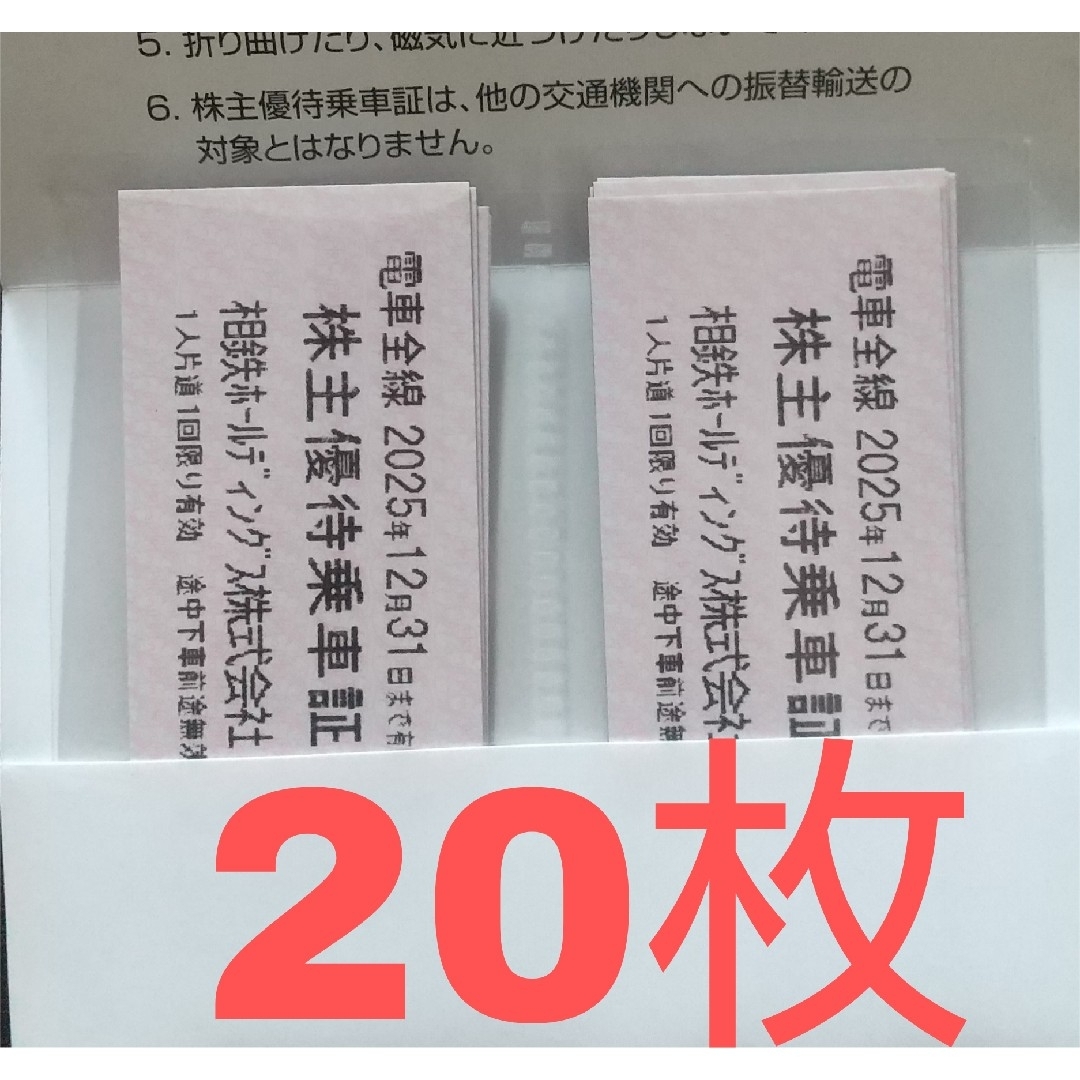 5. 折り曲げたり、磁気に近づけたりしない
6. 株主優待乗車証は、他の交通機関への振替輸送の
対象とはなりません。
電車全線 2025年12月31日まで有
株主優待乗車証
相鉄ホールディングス株式会社
1人片道1回限り有効 途中下車前途無効
電車全線 2025年12月31日まで
株主優待乗車証
相鉄ホールディングス株式会社
1人片道1回限り有効 途中下車前途無
20枚